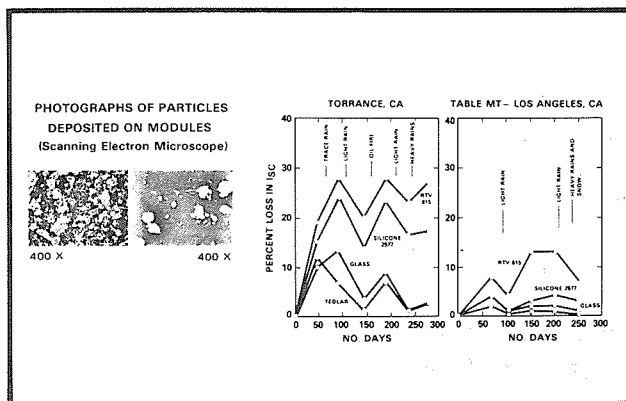 PHOTOGRAPHS OF PARTICLES
DEPOSITED ON MODULES
(Scanning Electron Microscope)
400 X
400 X
TORRANCE, CA
PERCENT LOSS IN ISC
40
30
20
10
0
TRACE RAIN
LIGHT RAIN
OIL FIRE
LIGHT RAIN
HEAVY RAINS
RTV
615
SILICONE
2577
GLASS
TEDLAR
0 50 100 150 200 250 300
NO. DAYS
TABLE MT- LOS ANGELES, CA
40
30
20
10
0
LIGHT RAIN
LIGHT RAIN
HEAVY RAINS AND
SNOW
RTV 615
SILICONE 2577
GLASS
0 50 100 150 200 250 300
NO. DAYS